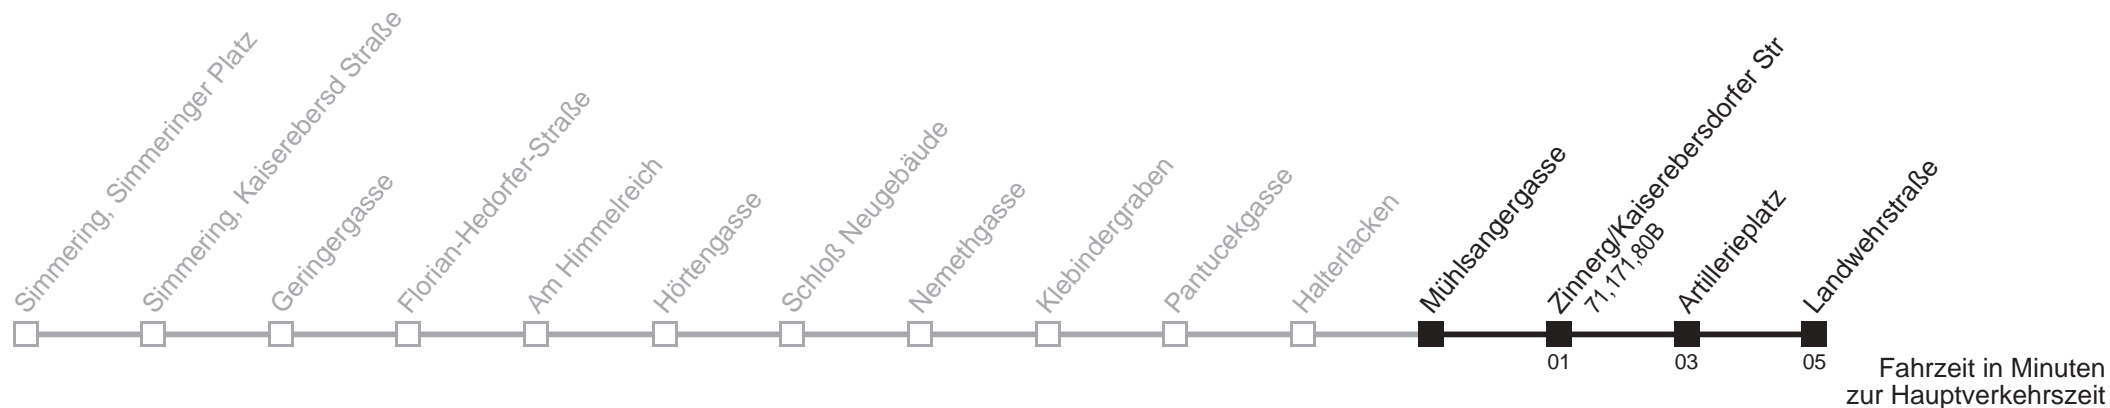 Simmering, Simmeringer Platz
Simmering, Kaiserebersd Straße
Geringergasse
Florian-Hedorfer-Straße
Am Himmelreich
Hörtengasse
Schloß Neugebäude
Nemethgasse
Klebindergraben
Pantucekgasse
Halterlacken
Mühlsangergasse
Zinnerg/Kaiserebersdorfer Str
71,171,80B
Artillerieplatz
Landwehrstraße
01
03
05
Fahrzeit in Minuten
zur Hauptverkehrszeit